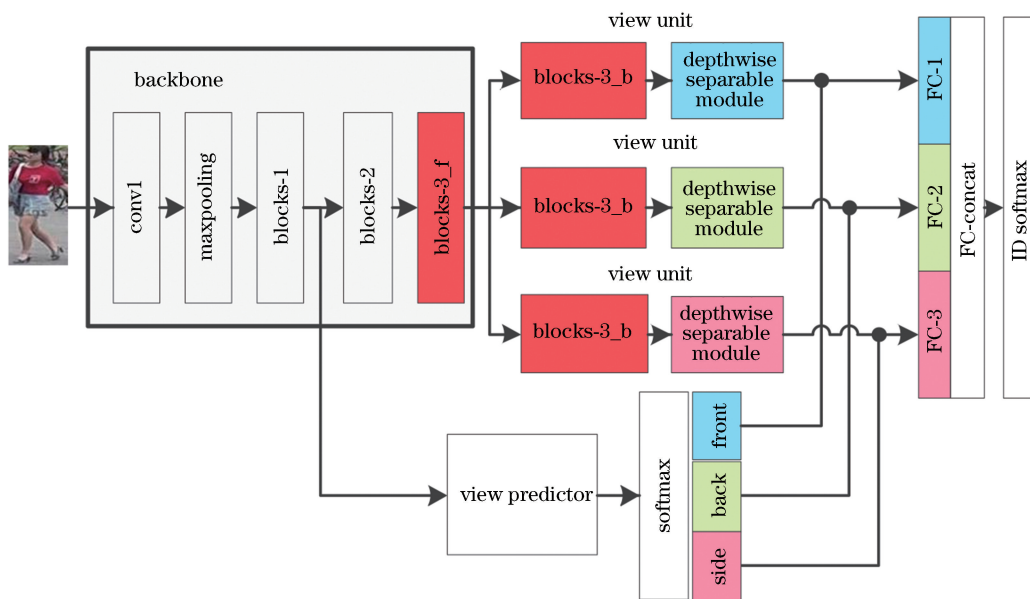 backbone
conv1
maxpooling
blocks-1
blocks-2
blocks-3_f
view unit
blocks-3_b
depthwise
separable
module
view unit
blocks-3_b
depthwise
separable
module
view unit
blocks-3_b
depthwise
separable
module
FC-1
FC-2
FC-3
FC-concat
ID softmax
view predictor
softmax
front
back
side